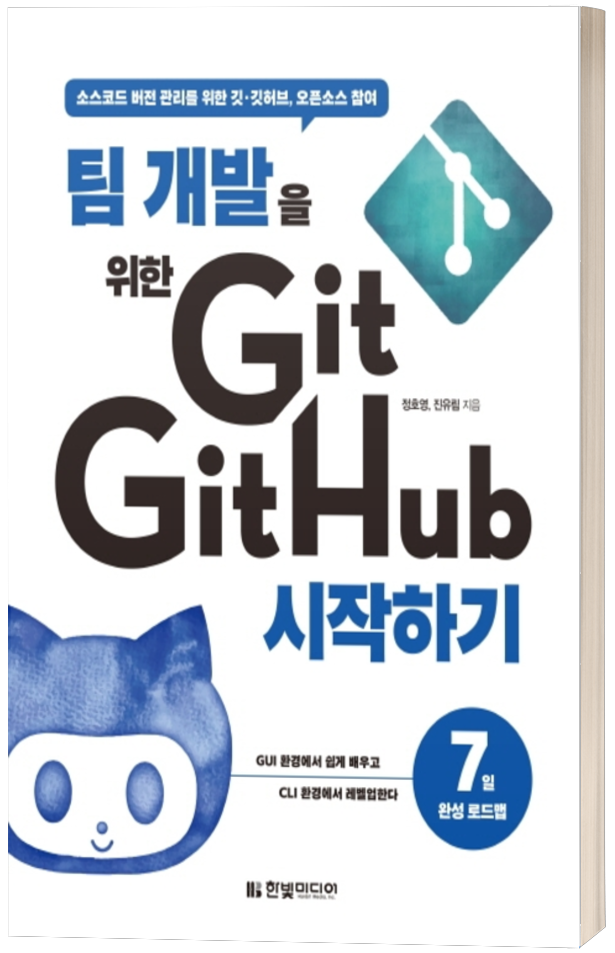 소스코드 버전 관리를 위한 깃·깃허브, 오픈소스 참여
팀 개발을
위한 Git
정호영, 진유림 지음
GitHub
시작하기
GUI 환경에서 쉽게 배우고
CLI 환경에서 레벨업한다
7일
완성 로드맵
한빛미디어
Hanbit Media, Inc.